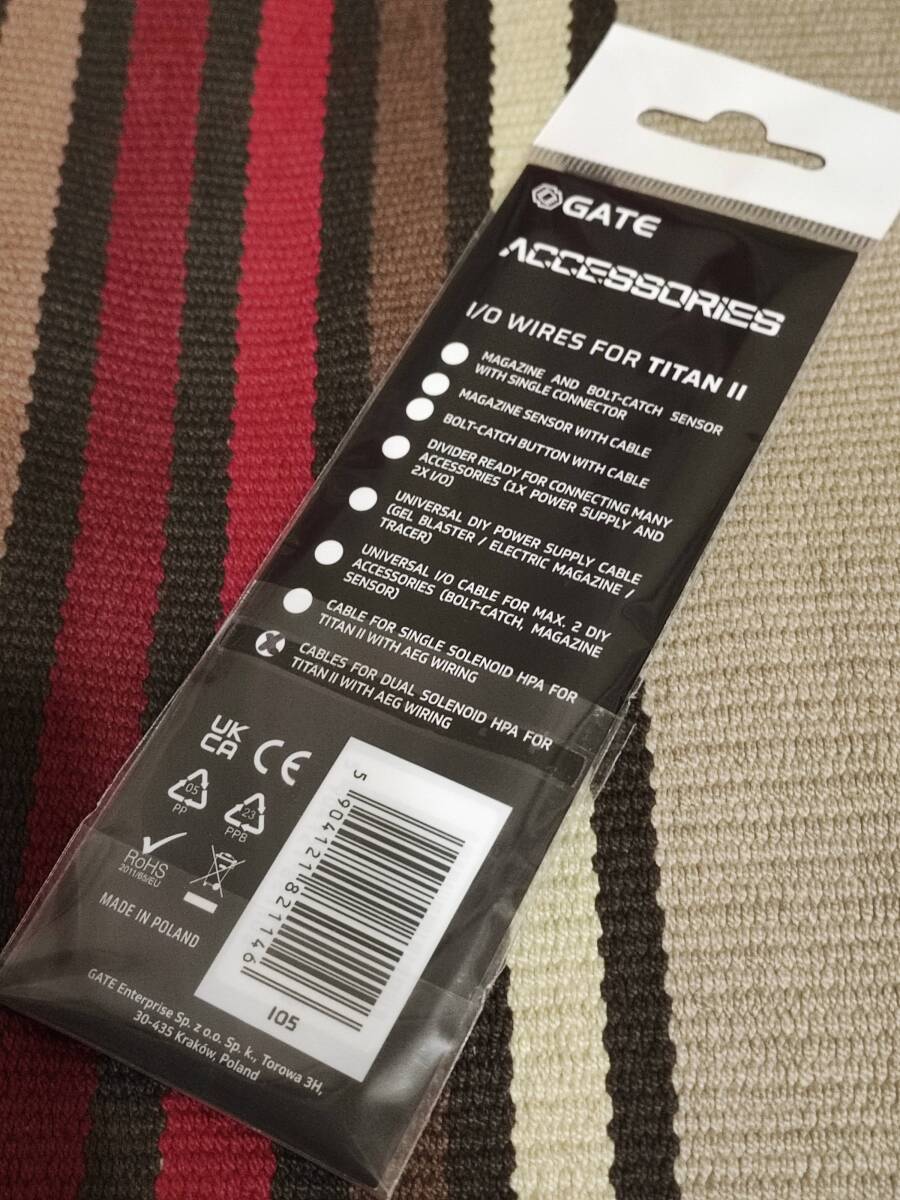 GATE
ACCESSORIES
I/O WIRES FOR TITAN II
MAGAZINE AND BOLT-CATCH SENSOR
WITH SINGLE CONNECTOR
MAGAZINE SENSOR WITH CABLE
BOLT-CATCH BUTTON WITH CABLE
DIVIDER READY FOR CONNECTING MANY
ACCESSORIES (1X POWER SUPPLY AND
2X I/O)
UNIVERSAL DIY POWER SUPPLY CABLE
(GEL BLASTER / ELECTRIC MAGAZINE /
TRACER)
UNIVERSAL I/O CABLE FOR MAX. 2 DIY
ACCESSORIES (BOLT-CATCH, MAGAZINE
SENSOR)
CABLE FOR SINGLE SOLENOID HPA FOR
TITAN II WITH AEG WIRING
X CABLES FOR DUAL SOLENOID HPA FOR
TITAN II WITH AEG WIRING
UK
CA
CE
05
PP
23
PPB
RoHS
2011/65/EU
MADE IN POLAND
5 904121 821146
I05
GATE Enterprise Sp. z o.o. Sp. k., Torowa 3H,
30-435 Kraków, Poland